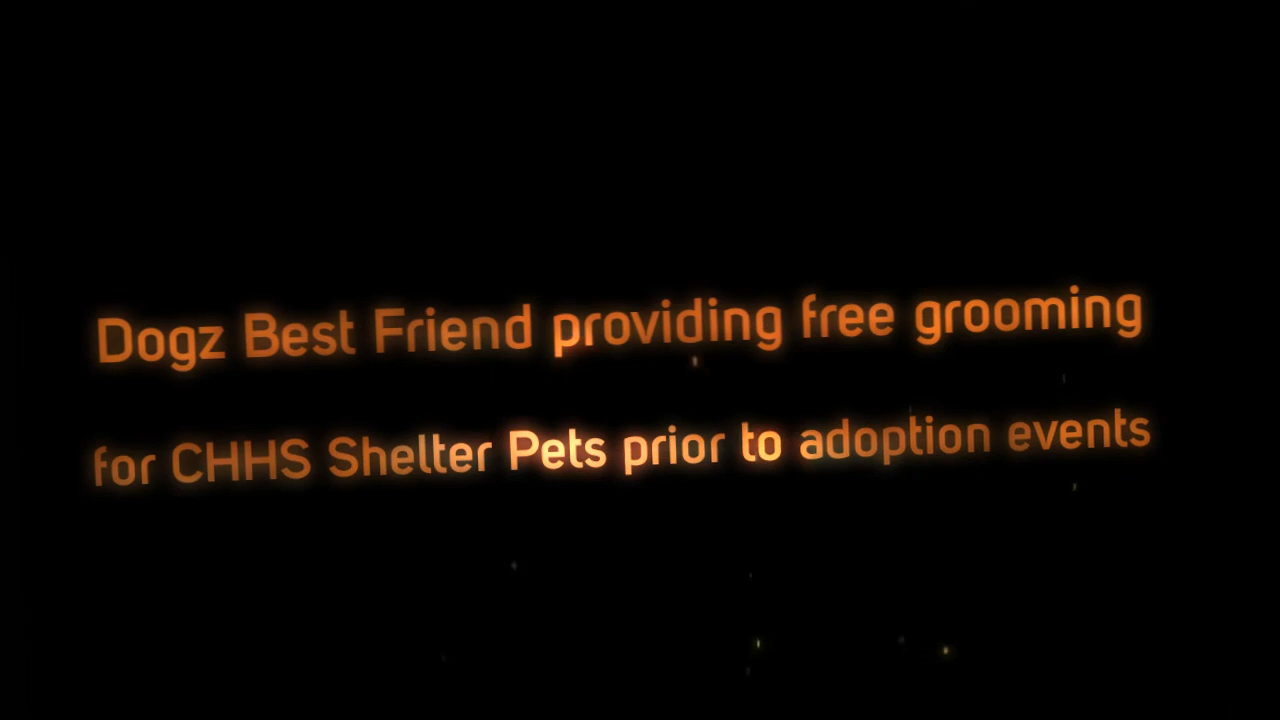 Dogz Best Friend providing free grooming
for CHHS Shelter Pets prior to adoption events